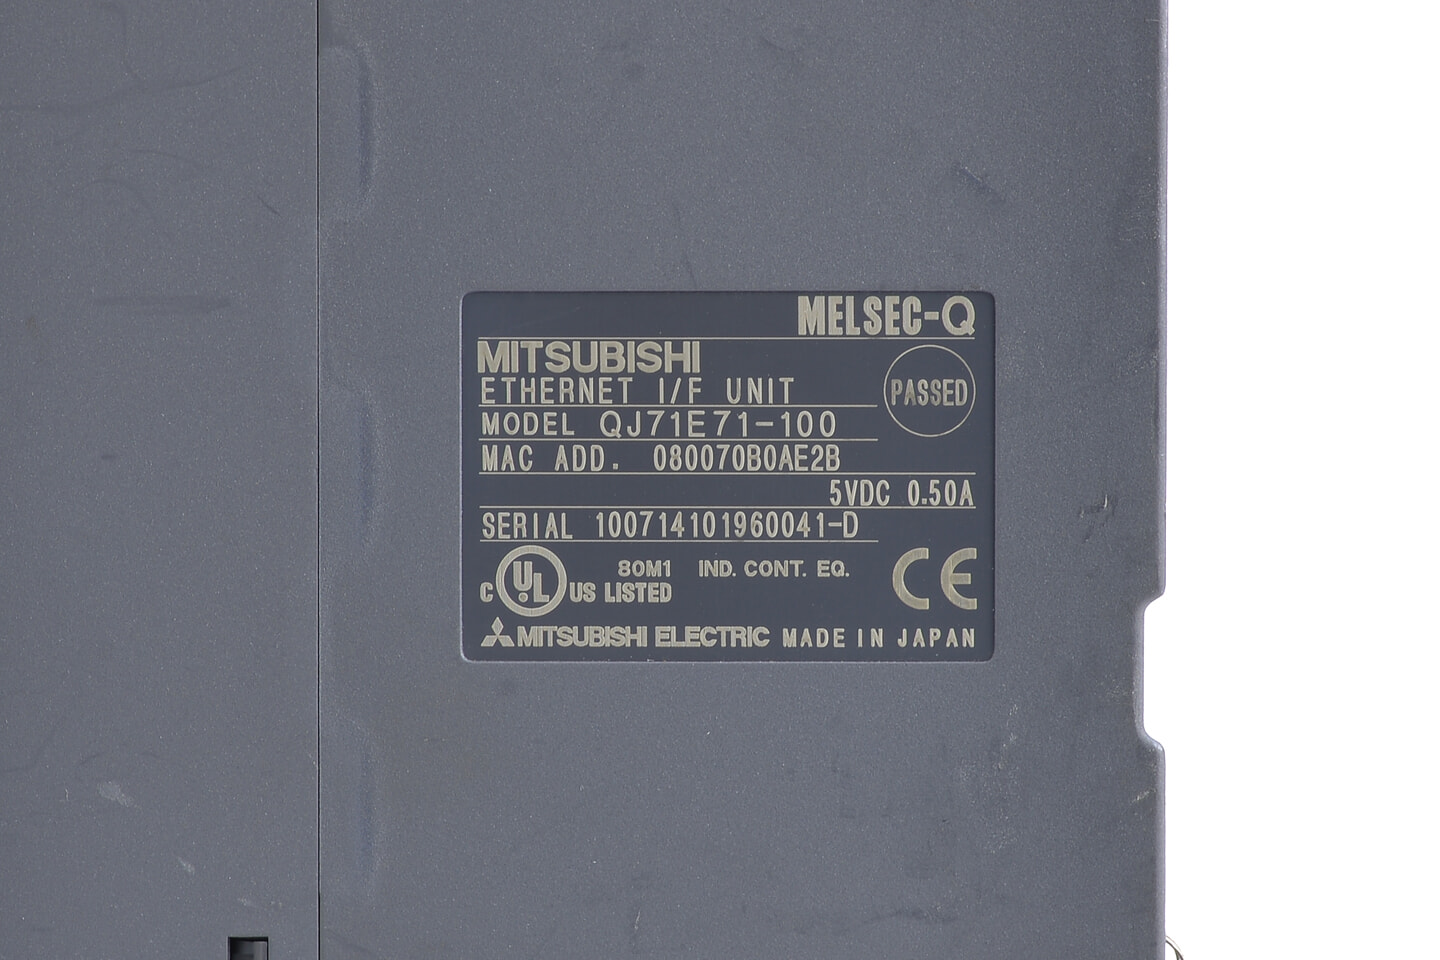 MELSEC-Q
MITSUBISHI
ETHERNET I/F UNIT
PASSED
MODEL QJ71E71-100
MAC ADD. 080070B0AE2B
5VDC 0.50A
SERIAL 100714101960041-D
80M1 IND. CONT. EQ.
C UL US LISTED
CE
MITSUBISHI ELECTRIC MADE IN JAPAN